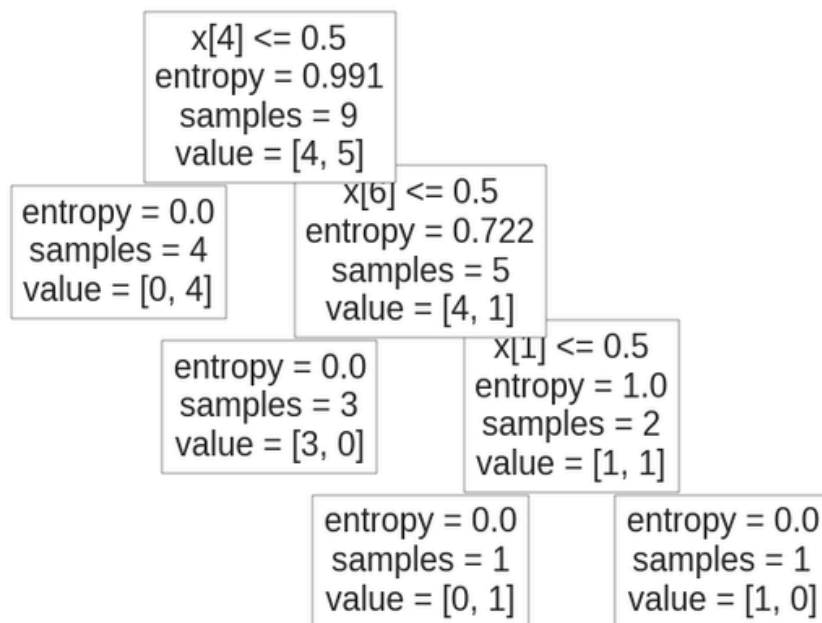 x[4] <= 0.5
entropy = 0.991
samples = 9
value = [4, 5]
entropy = 0.0
samples = 4
value = [0, 4]
x[6] <= 0.5
entropy = 0.722
samples = 5
value = [4, 1]
entropy = 0.0
samples = 3
value = [3, 0]
x[1] <= 0.5
entropy = 1.0
samples = 2
value = [1, 1]
entropy = 0.0
samples = 1
value = [0, 1]
entropy = 0.0
samples = 1
value = [1, 0]